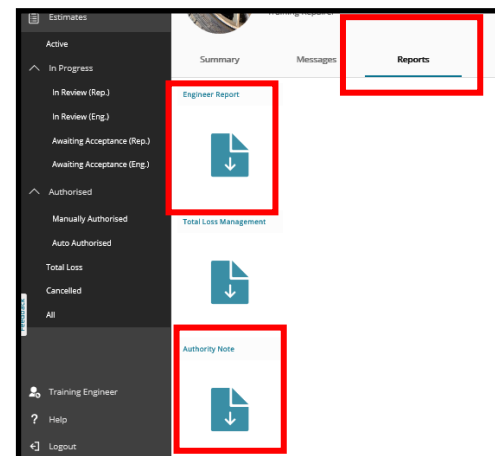 Estimates
Active
In Progress
In Review (Rep.)
In Review (Eng.)
Awaiting Acceptance (Rep.)
Awaiting Acceptance (Eng.)
Authorised
Manually Authorised
Auto Authorised
Total Loss
Cancelled
All
Training Engineer
? Help
Logout
Summary Messages Reports
Engineer Report
Total Loss Management
Authority Note